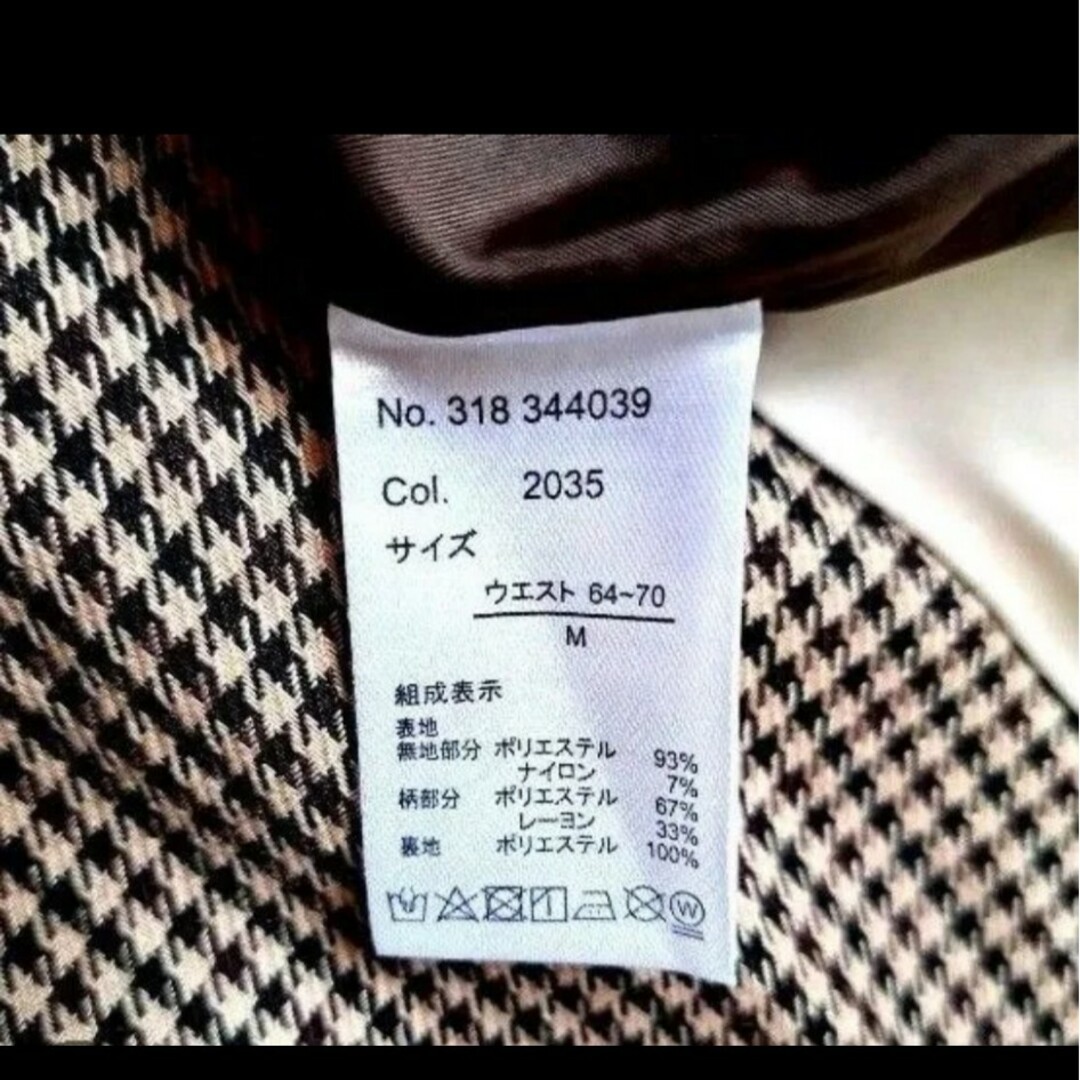 No. 318 344039
Col. 2035
サイズ
ウエスト 64~70
M
組成表示
表地
無地部分 ポリエステル 93%
ナイロン 7%
柄部分 ポリエステル 67%
レーヨン 33%
裏地 ポリエステル 100%
W